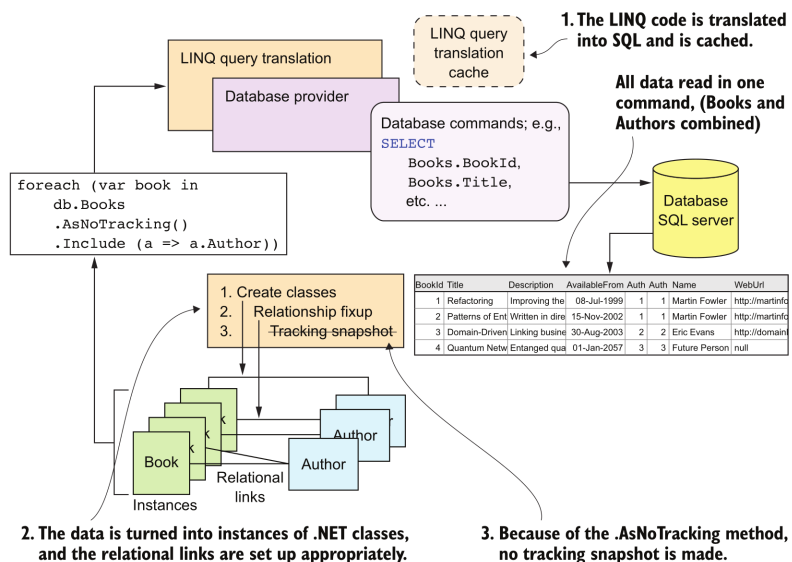 1. The LINQ code is translated
into SQL and is cached.
LINQ query
translation
cache
LINQ query translation
Database provider
All data read in one
command, (Books and
Authors combined)
Database commands; e.g.,
SELECT
Books.BookId,
Books.Title,
etc. ...
foreach (var book in
db.Books
.AsNoTracking()
.Include (a => a.Author))
Database
SQL server
BookId Title Description AvailableFrom Auth Auth Name WebUrl
1 Refactoring Improving the 08-Jul-1999 1 1 Martin Fowler http://martinfo
2 Patterns of Ent Written in dire 15-Nov-2002 1 1 Martin Fowler http://martinfo
3 Domain-Driven Linking busine 30-Aug-2003 2 2 Eric Evans http://domainl
4 Quantum Netw Entanged qua 01-Jan-2057 3 3 Future Person null
1. Create classes
2. Relationship fixup
3. Tracking snapshot
k
k
k
r
Author
Book
Author
Relational
links
Instances
2. The data is turned into instances of .NET classes,
and the relational links are set up appropriately.
3. Because of the .AsNoTracking method,
no tracking snapshot is made.